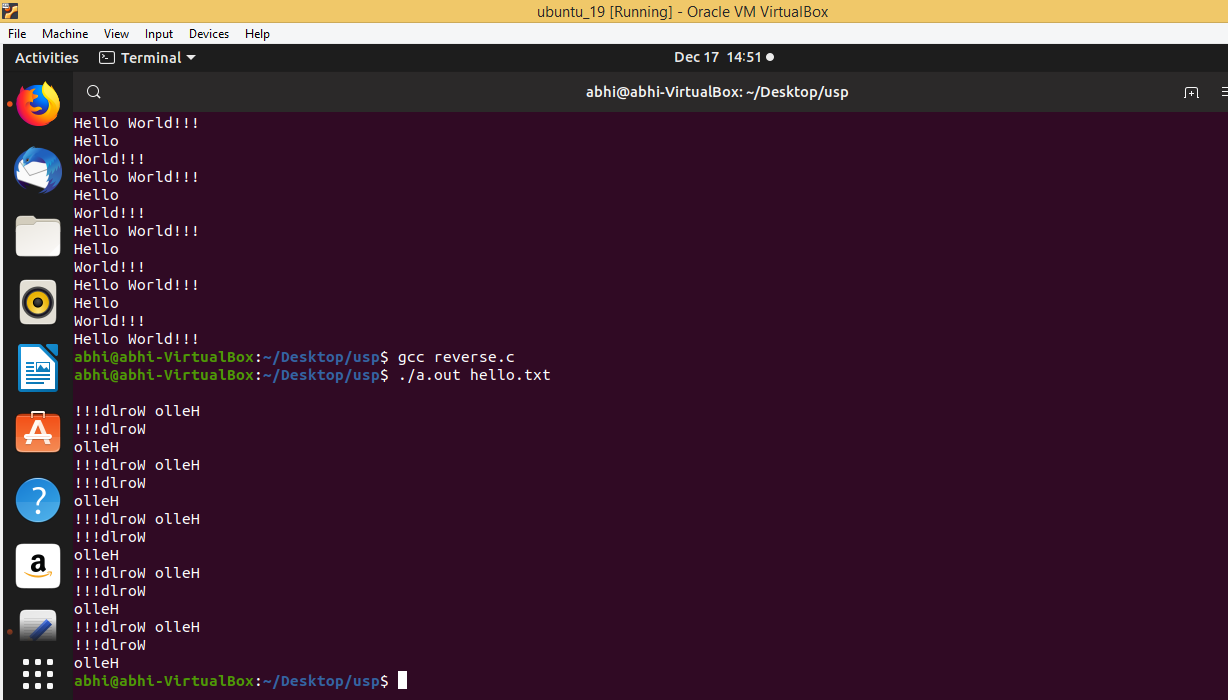 ubuntu_19 [Running] - Oracle VM VirtualBox
File Machine View Input Devices Help
Activities Terminal Dec 17 14:51
abhi@abhi-VirtualBox: ~/Desktop/usp
Hello World!!!
Hello
World!!!
Hello World!!!
Hello
World!!!
Hello World!!!
Hello
World!!!
Hello World!!!
Hello
World!!!
Hello World!!!
abhi@abhi-VirtualBox:~/Desktop/usp$ gcc reverse.c
abhi@abhi-VirtualBox:~/Desktop/usp$ ./a.out hello.txt
!!!dlroW olleH
!!!dlroW
olleH
!!!dlroW olleH
!!!dlroW
olleH
!!!dlroW olleH
!!!dlroW
olleH
!!!dlroW olleH
!!!dlroW
olleH
!!!dlroW olleH
!!!dlroW
olleH
abhi@abhi-VirtualBox:~/Desktop/usp$